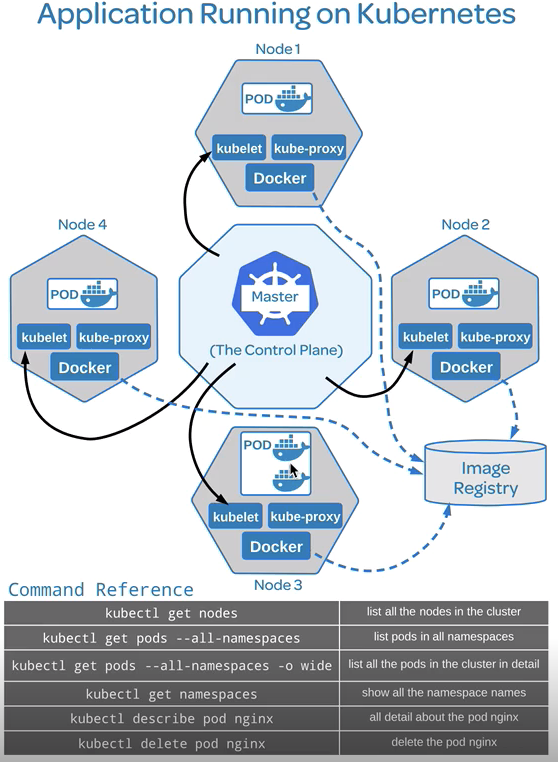 Application Running on Kubernetes
Node 1
POD
kubelet kube-proxy
Docker
Node 4
POD
kubelet kube-proxy
Docker
Master
(The Control Plane)
Node 2
POD
kubelet kube-proxy
Docker
POD
kubelet kube-proxy
Docker
Node 3
Image
Registry
Command Reference
kubectl get nodes list all the nodes in the cluster
kubectl get pods --all-namespaces list pods in all namespaces
kubectl get pods --all-namespaces -o wide list all the pods in the cluster in detail
kubectl get namespaces show all the namespace names
kubectl describe pod nginx all detail about the pod nginx
kubectl delete pod nginx delete the pod nginx